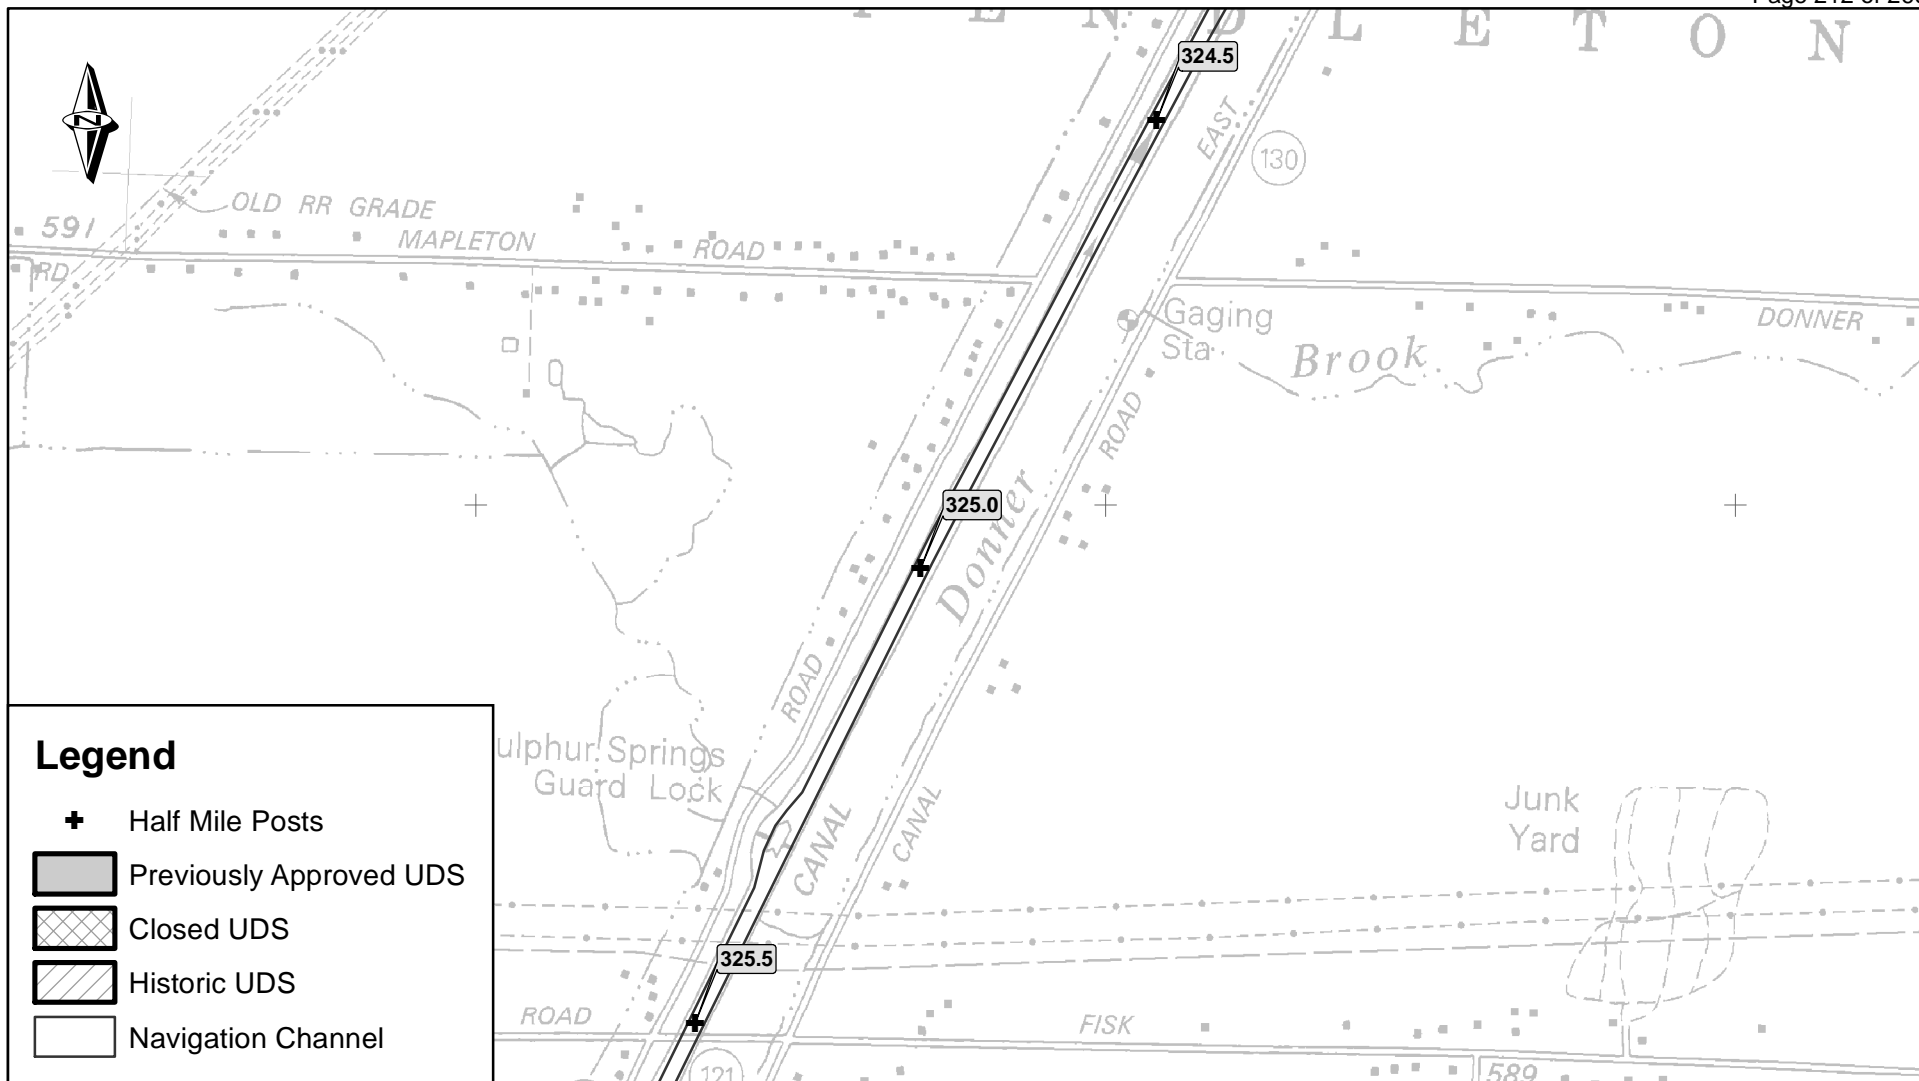 PENDLETON
324.5
EAST
130
OLD RR GRADE
591
MAPLETON ROAD
RD
Gaging
Sta
Brook
DONNER
ROAD
325.0
Donner
ROAD
Springs
Guard Lock
CANAL
CANAL
Junk
Yard
325.5
ROAD
FISK
121
589
Legend
Half Mile Posts
Previously Approved UDS
Closed UDS
Historic UDS
Navigation Channel
N